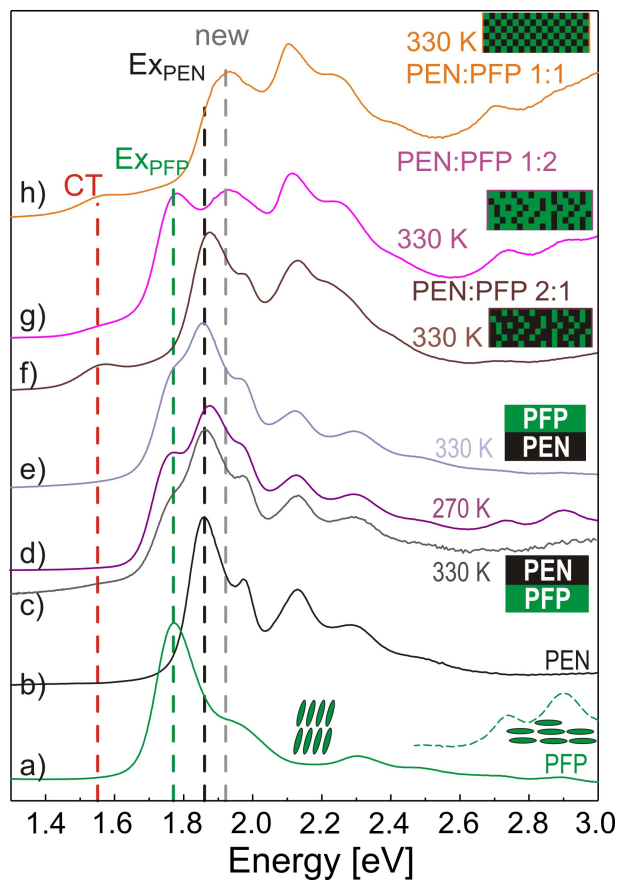 new
330 K
Ex_PEN
PEN:PFP 1:1
Ex_PFP
PEN:PFP 1:2
CT
h)
330 K
PEN:PFP 2:1
g)
330 K
f)
PFP
330 K
PEN
e)
270 K
d)
330 K
PEN
PFP
c)
PEN
b)
a)
PFP
1.4 1.6 1.8 2.0 2.2 2.4 2.6 2.8 3.0
Energy [eV]